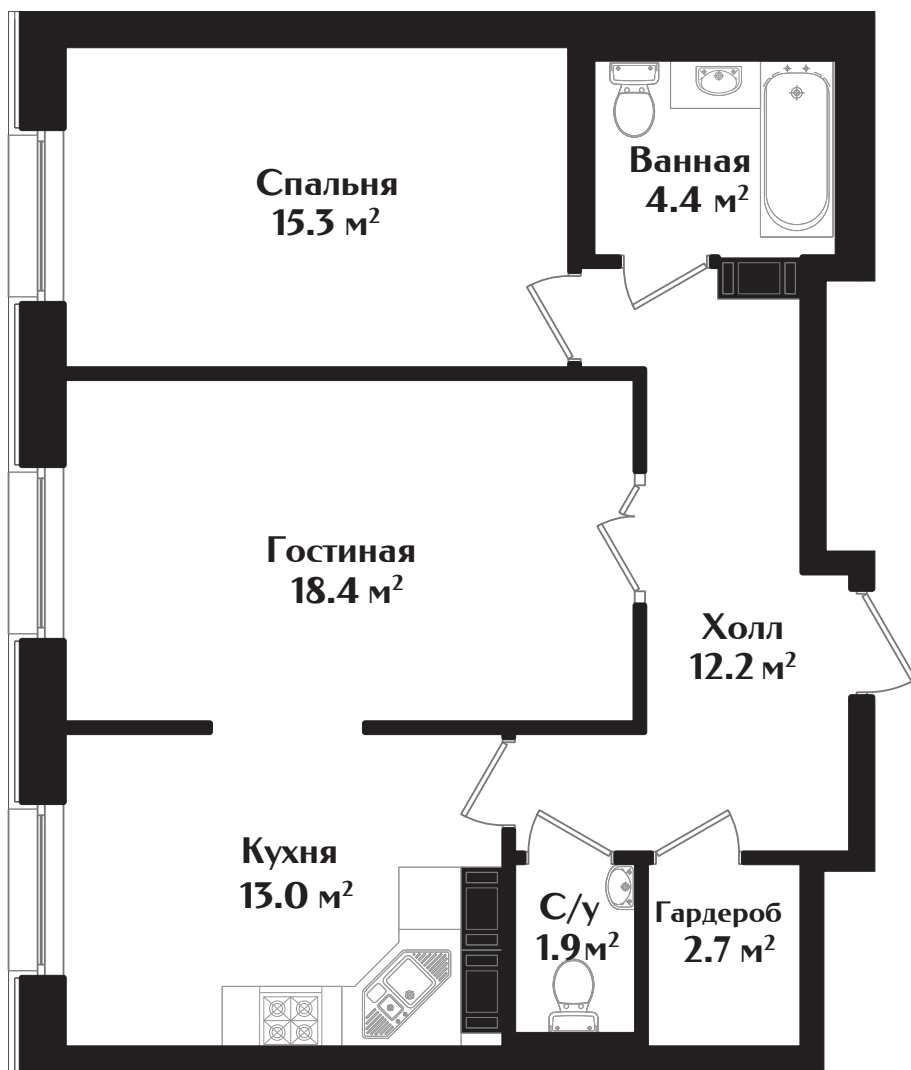 Спальня
15.3 м²
Ванная
4.4 м²
Гостиная
18.4 м²
Холл
12.2 м²
Кухня
13.0 м²
С/у
1.9м²
Гардероб
2.7 м²